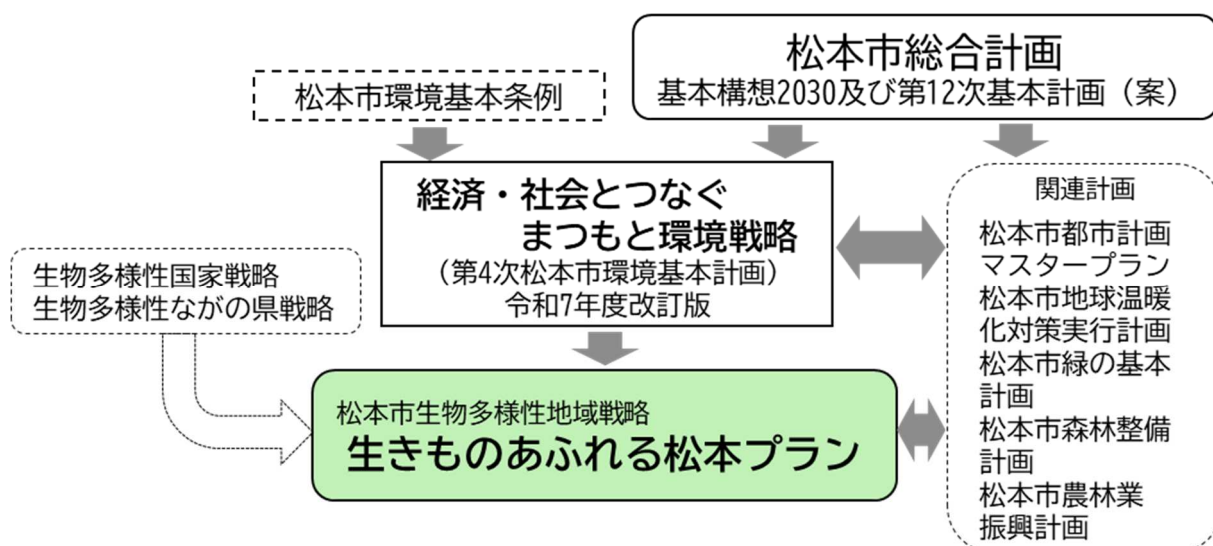 松本市総合計画
基本構想2030及び第12次基本計画（案）
松本市環境基本条例
経済・社会とつなぐ
まつもと環境戦略
（第4次松本市環境基本計画）
令和7年度改訂版
関連計画
松本市都市計画
マスタープラン
松本市地球温暖
化対策実行計画
松本市緑の基本
計画
松本市森林整備
計画
松本市農林業
振興計画
生物多様性国家戦略
生物多様性ながの県戦略
松本市生物多様性地域戦略
生きものあふれる松本プラン